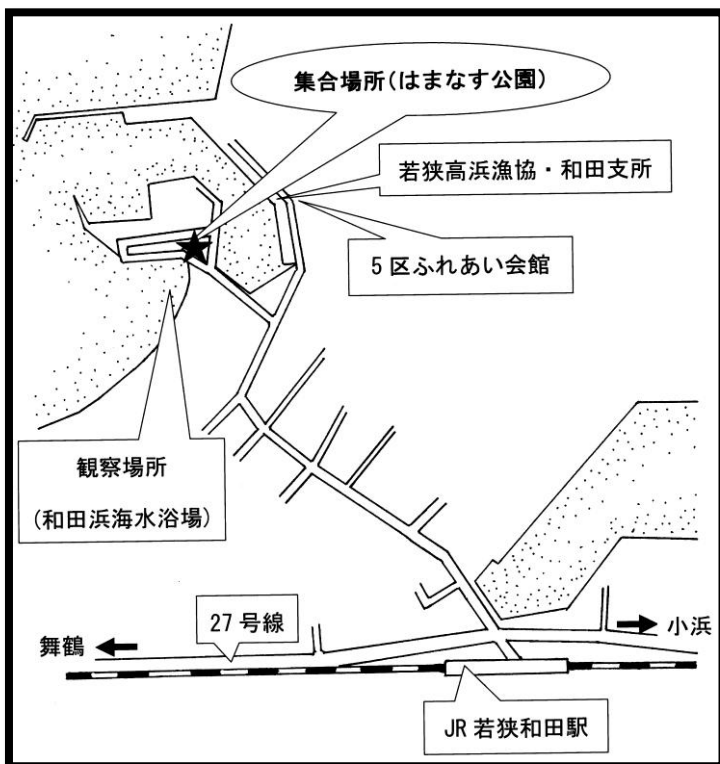 集合場所(はまなす公園)
若狭高浜漁協・和田支所
5区ふれあい会館
観察場所
(和田浜海水浴場)
27号線
舞鶴
小浜
JR若狭和田駅